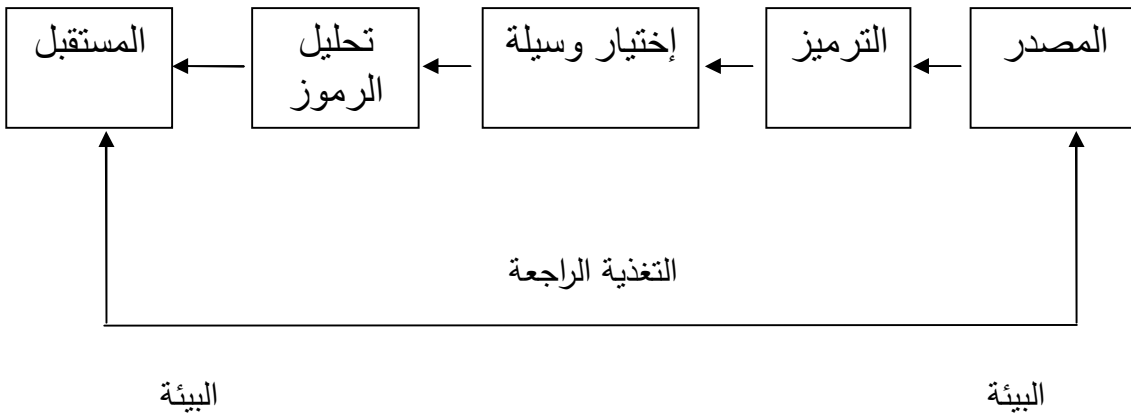 المصدر
الترميز
إختيار وسيلة
تحليل
الرموز
المستقبل
التغذية الراجعة
البيئة
البيئة